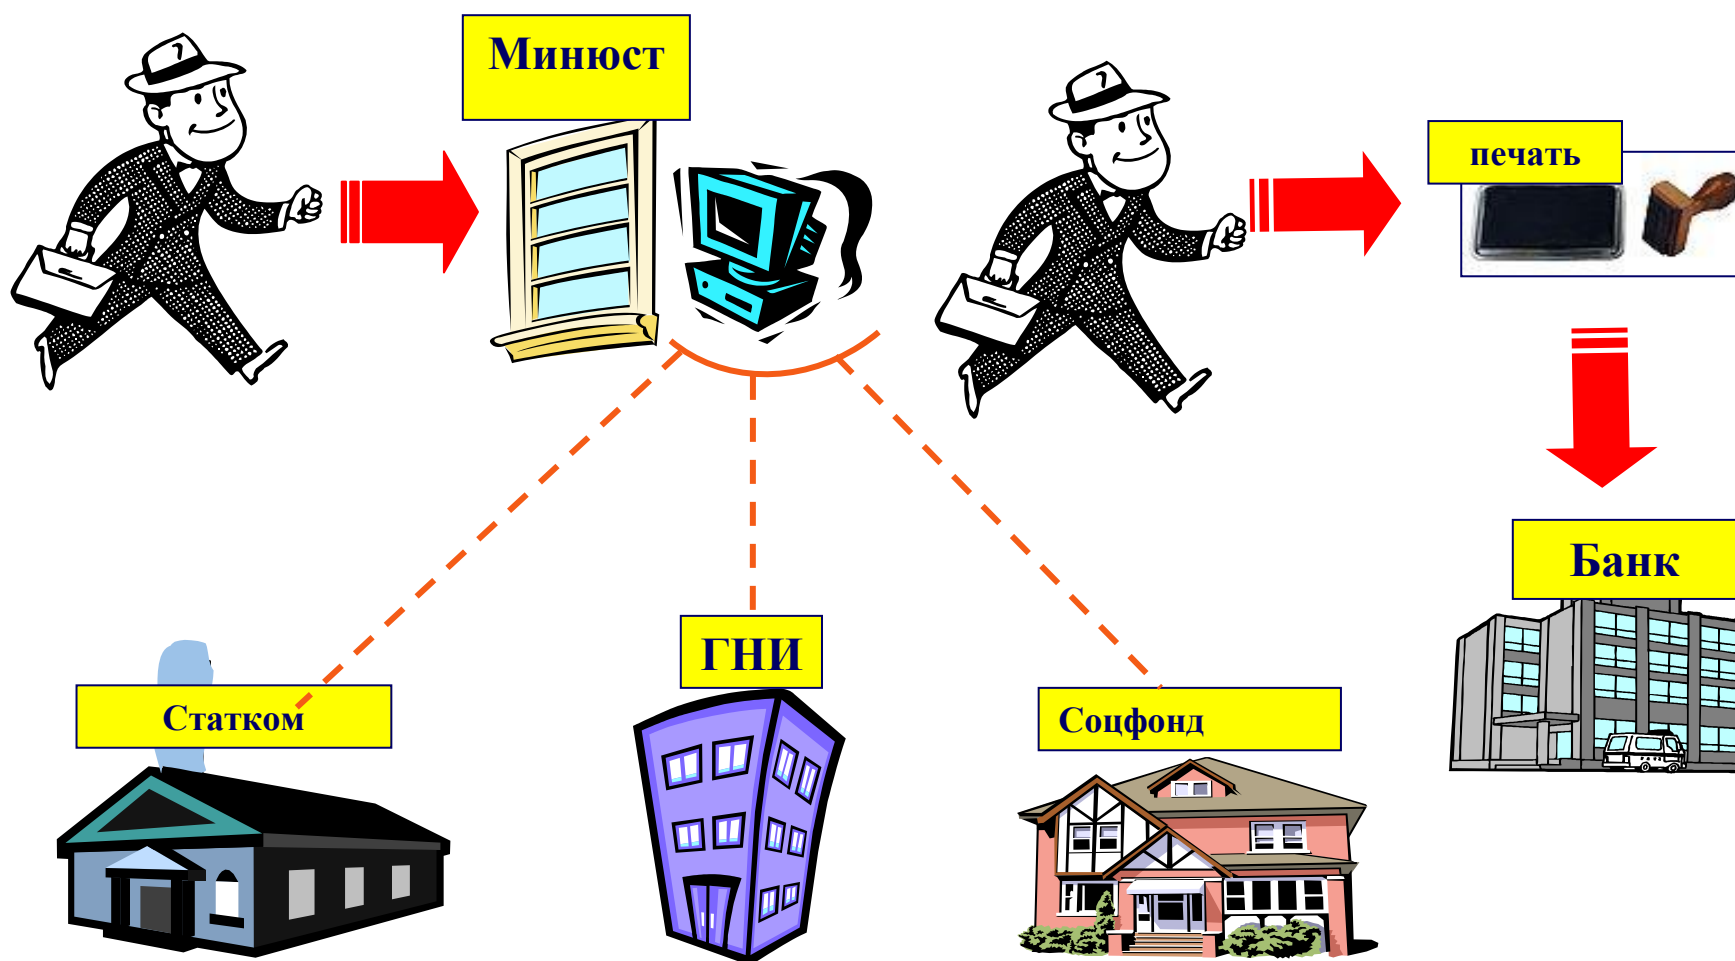 Минюст
печать
Банк
ГНИ
Статком
Соцфонд